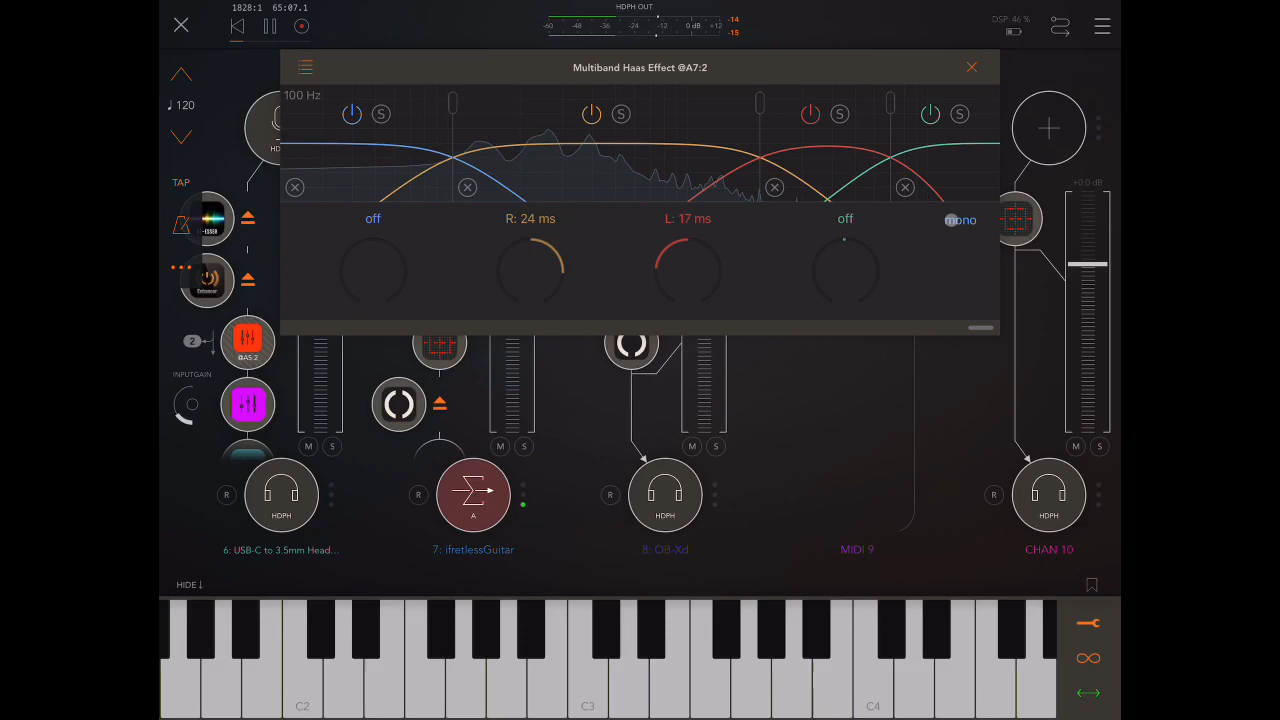 1828:1 65:07.1
HDPH OUT
-60 -48 -36 -24 -12 0 dB +12
-14
-15
DSP: 46 %
Multiband Haas Effect @A7:2
120
TAP
100 Hz
S
S
S
S
off
R: 24 ms
L: 17 ms
off
mono
+0.0 dB
Enhancer
2
@A5:2
INPUTGAIN
M S
M S
M S
M S
R
HDPH
R
A
R
HDPH
R
HDPH
6: USB-C to 3.5mm Head...
7: ifretlessGuitar
8: OB-Xd
MIDI 9
CHAN 10
HIDE↓
C2
C3
C4